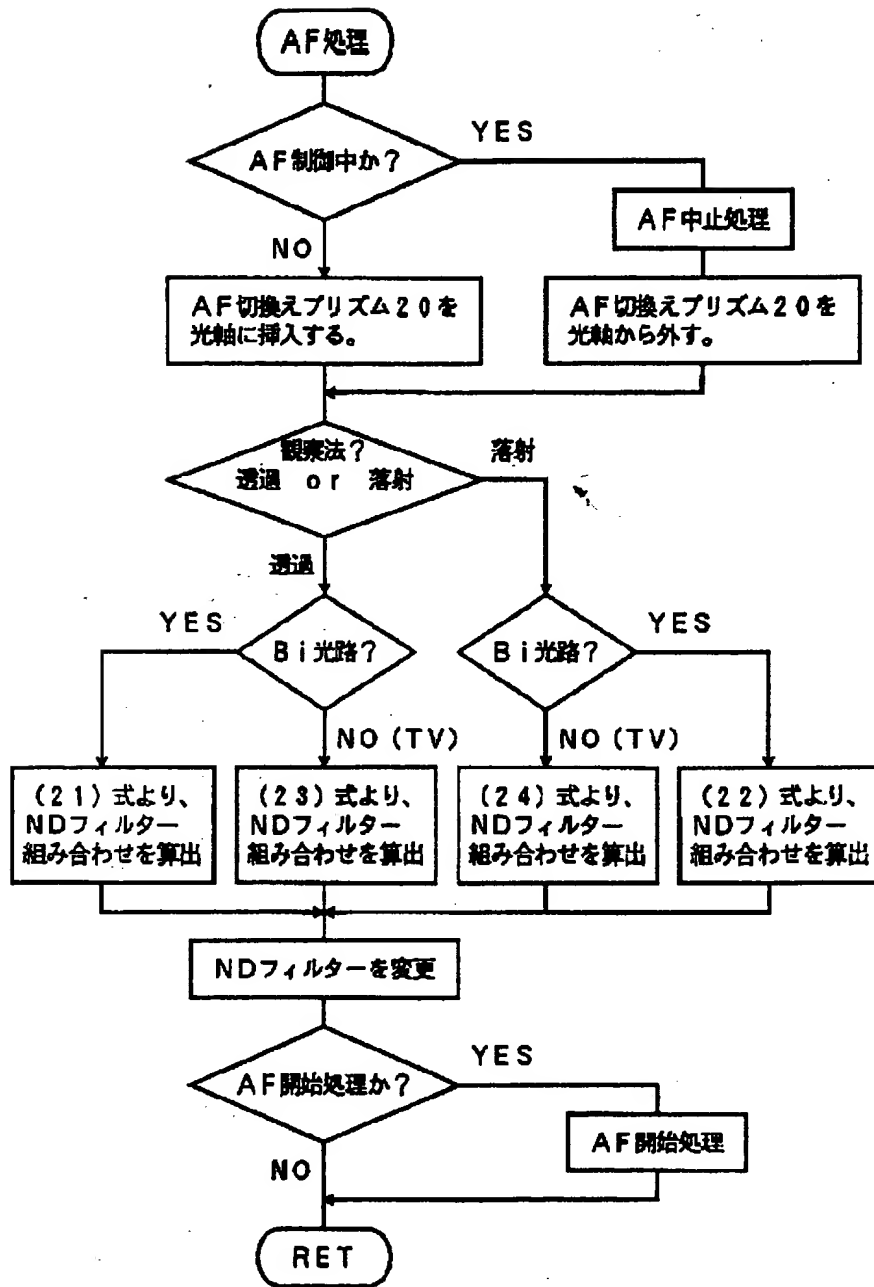 AF処理
AF制御中か?
YES
NO
AF中止処理
AF切換えプリズム20を
光軸に挿入する。
AF切換えプリズム20を
光軸から外す。
観察法?
透過 or 落射
落射
透過
YES
Bi光路?
Bi光路?
YES
NO(TV)
NO(TV)
(21)式より、
NDフィルター
組み合わせを算出
(23)式より、
NDフィルター
組み合わせを算出
(24)式より、
NDフィルター
組み合わせを算出
(22)式より、
NDフィルター
組み合わせを算出
NDフィルターを変更
AF開始処理か?
YES
AF開始処理
NO
RET